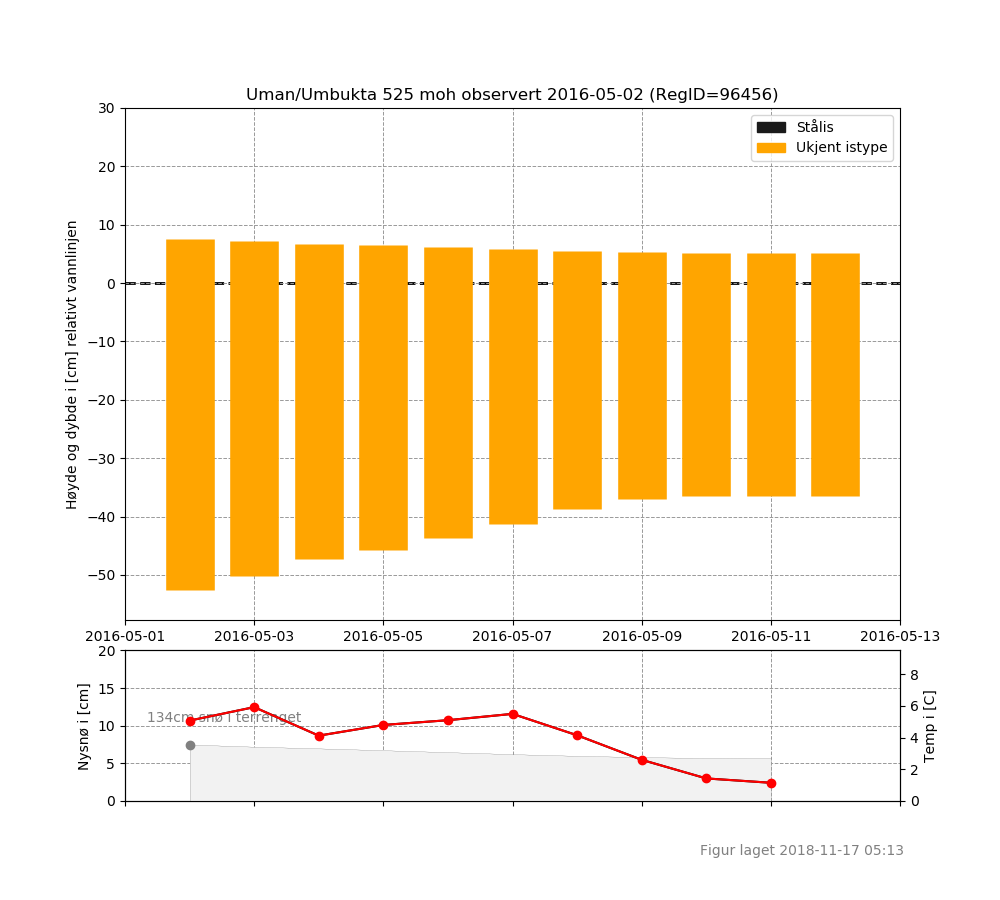 Uman/Umbukta 525 moh observert 2016-05-02 (RegID=96456)
Stålis
Ukjent istype
Høyde og dybde i [cm] relativt vannlinjen
30
20
10
0
−10
−20
−30
−40
−50
2016-05-01 2016-05-03 2016-05-05 2016-05-07 2016-05-09 2016-05-11 2016-05-13
Nysnø i [cm]
20
15
10
5
0
134cm snø i terrenget
8
6
4
2
0
Temp i [C]
Figur laget 2018-11-17 05:13